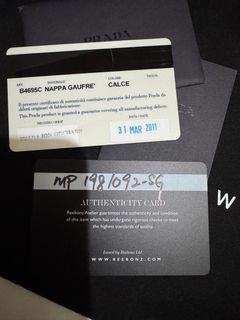 PRADA
ART. MATERIALE COLORE TAGLIA
B4695C NAPPA GAUFRE' CALCE
Il presente certificato di autenticità costituisce garanzia del prodotto Prada da
difetti originari di fabbricazione.
This Prada product is granted a guarantee covering all manufacturing defect.
31 MAR 2011
MP 198/092-SG
AUTHENTICITY CARD
Reebonz Atelier guarantees the authenticity and condition
of this item which has undergone rigorous checks to meet
the highest standards of quality.
Issued by Reebonz Ltd
WWW.REEBONZ.COM
W